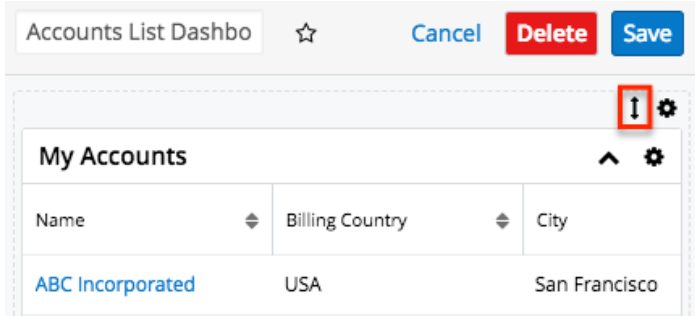 Accounts List Dashbo Cancel Delete Save
My Accounts
Name Billing Country City
ABC Incorporated USA San Francisco